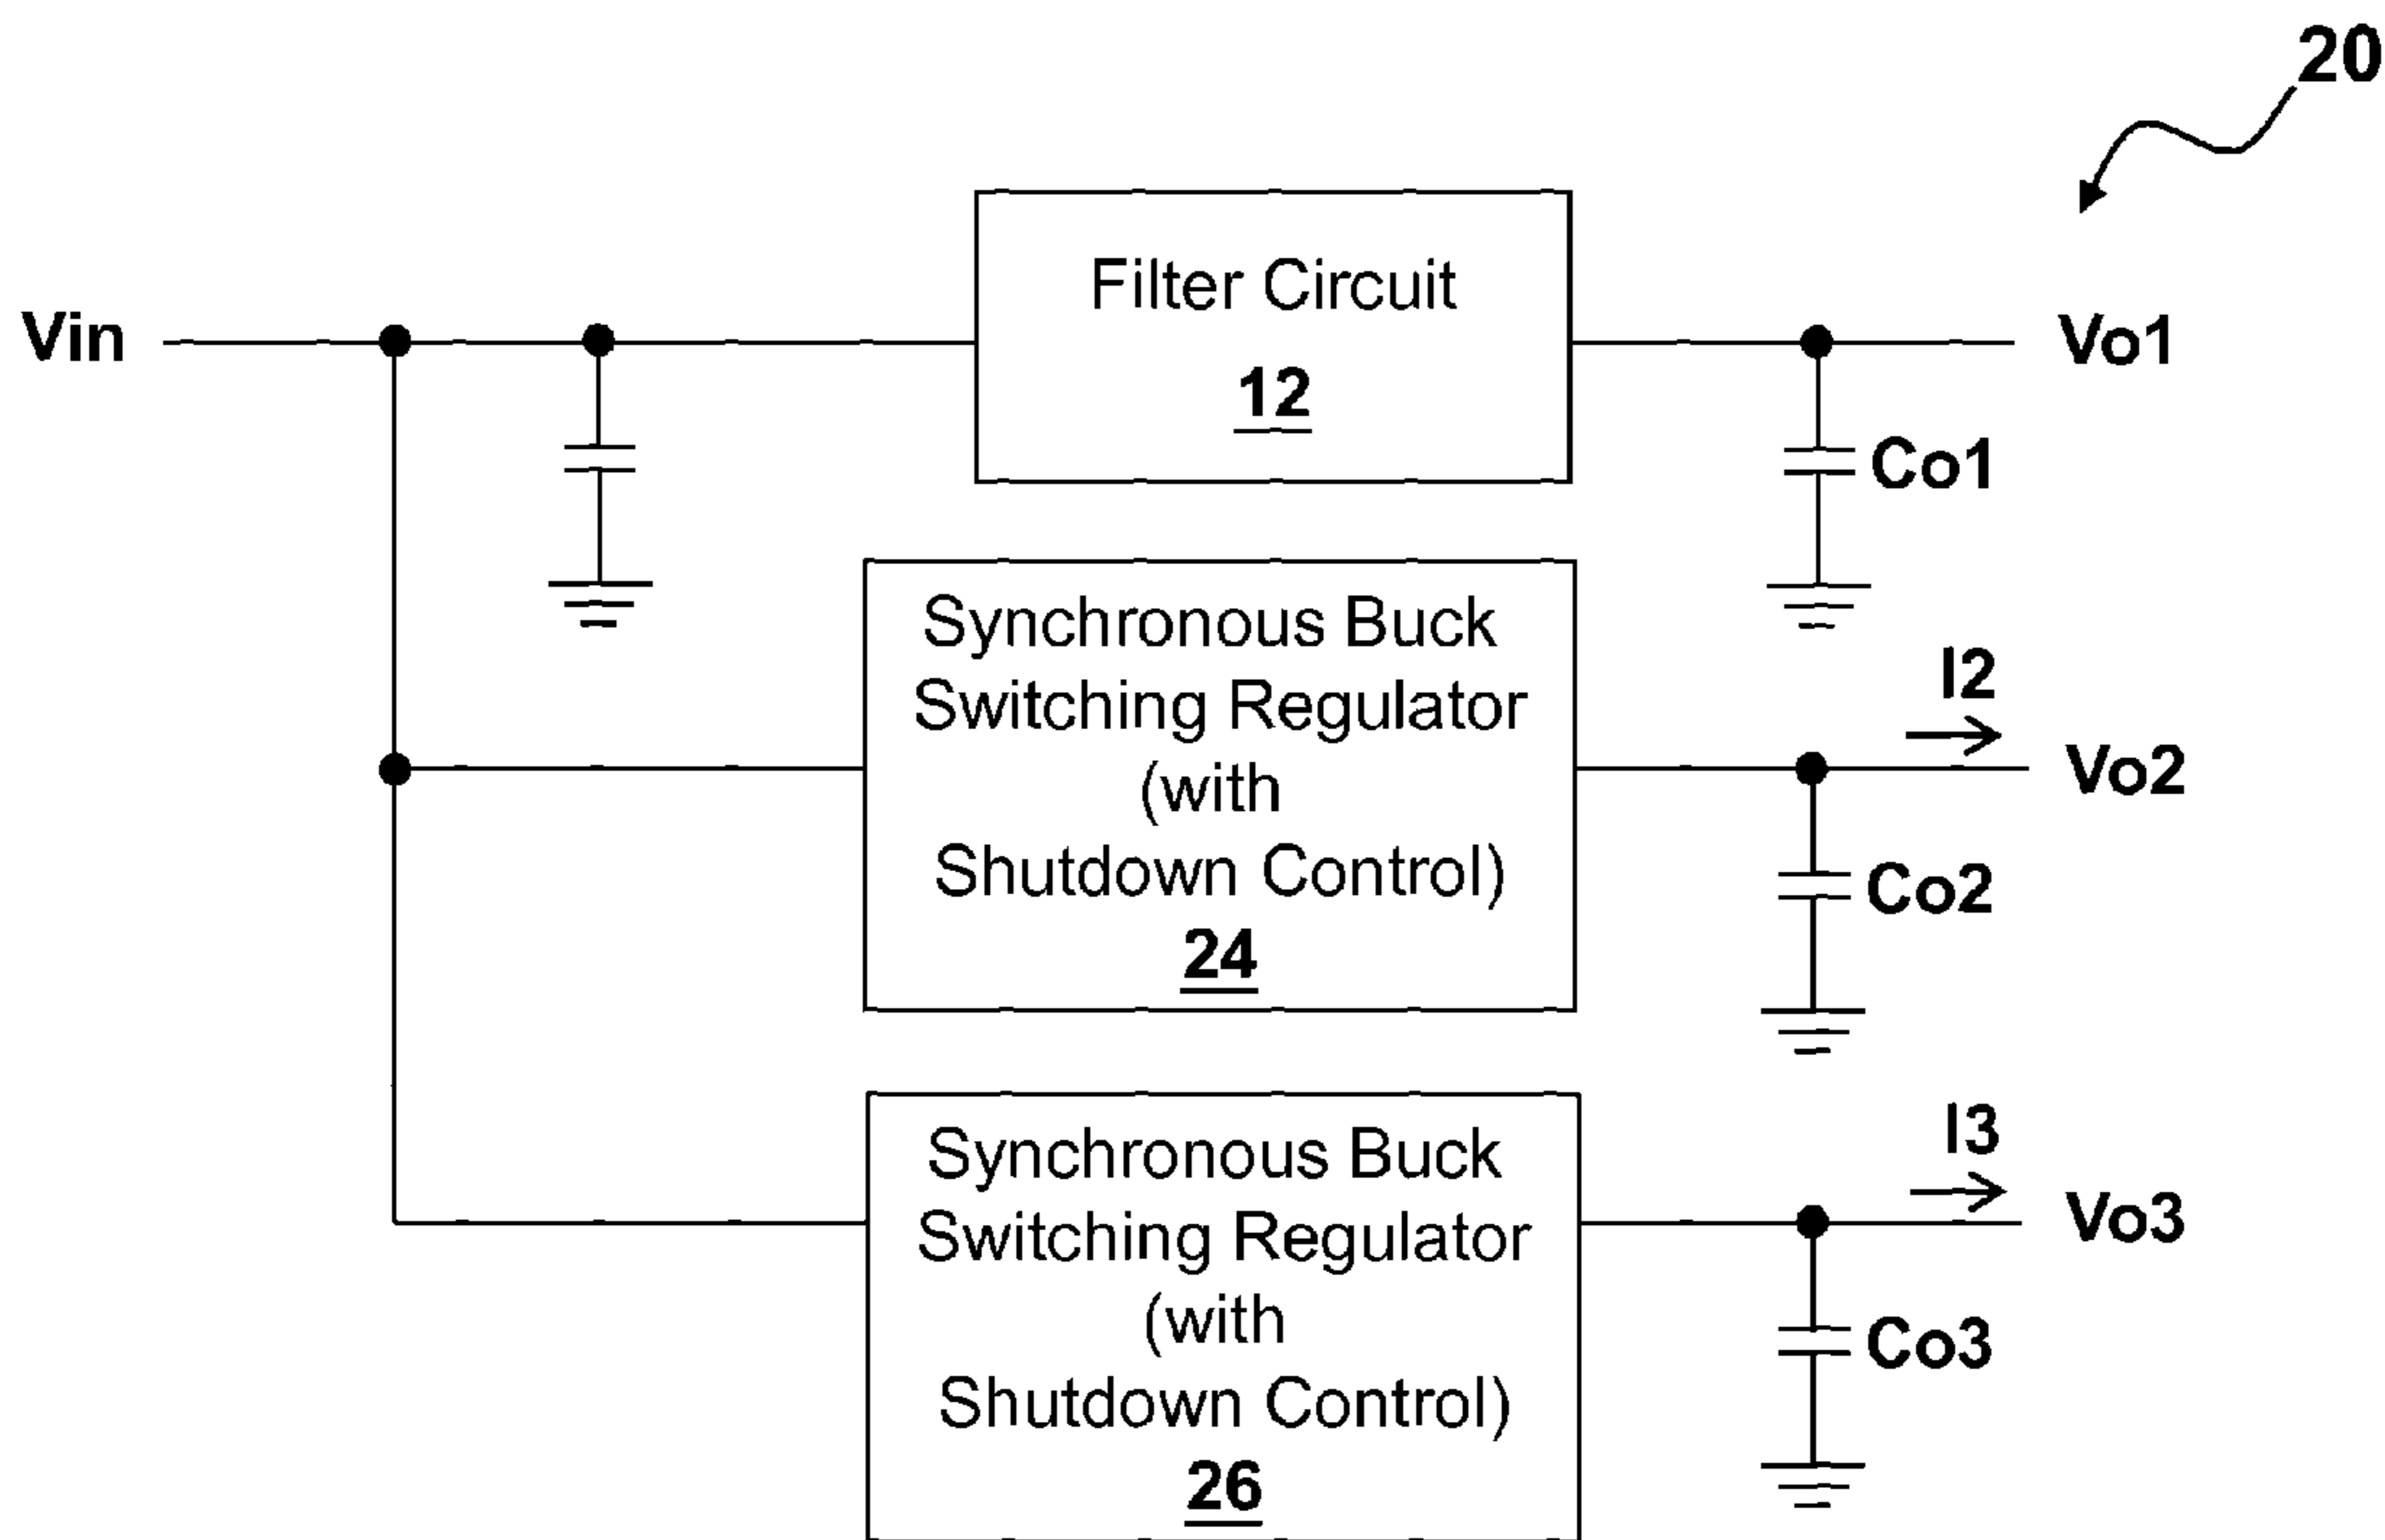 20
Vin
Filter Circuit
12
Vo1
Co1
Synchronous Buck
Switching Regulator
(with
Shutdown Control)
24
I2
Vo2
Co2
Synchronous Buck
Switching Regulator
(with
Shutdown Control)
26
I3
Vo3
Co3